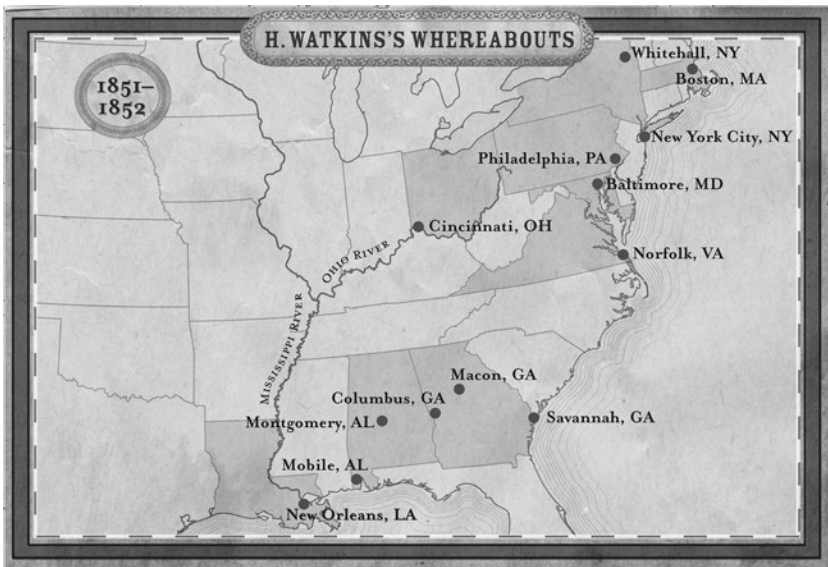 H. WATKINS'S WHEREABOUTS
1851–
1852
Whitehall, NY
Boston, MA
New York City, NY
Philadelphia, PA
Baltimore, MD
Cincinnati, OH
Norfolk, VA
OHIO RIVER
MISSISSIPPI RIVER
Macon, GA
Columbus, GA
Montgomery, AL
Savannah, GA
Mobile, AL
New Orleans, LA